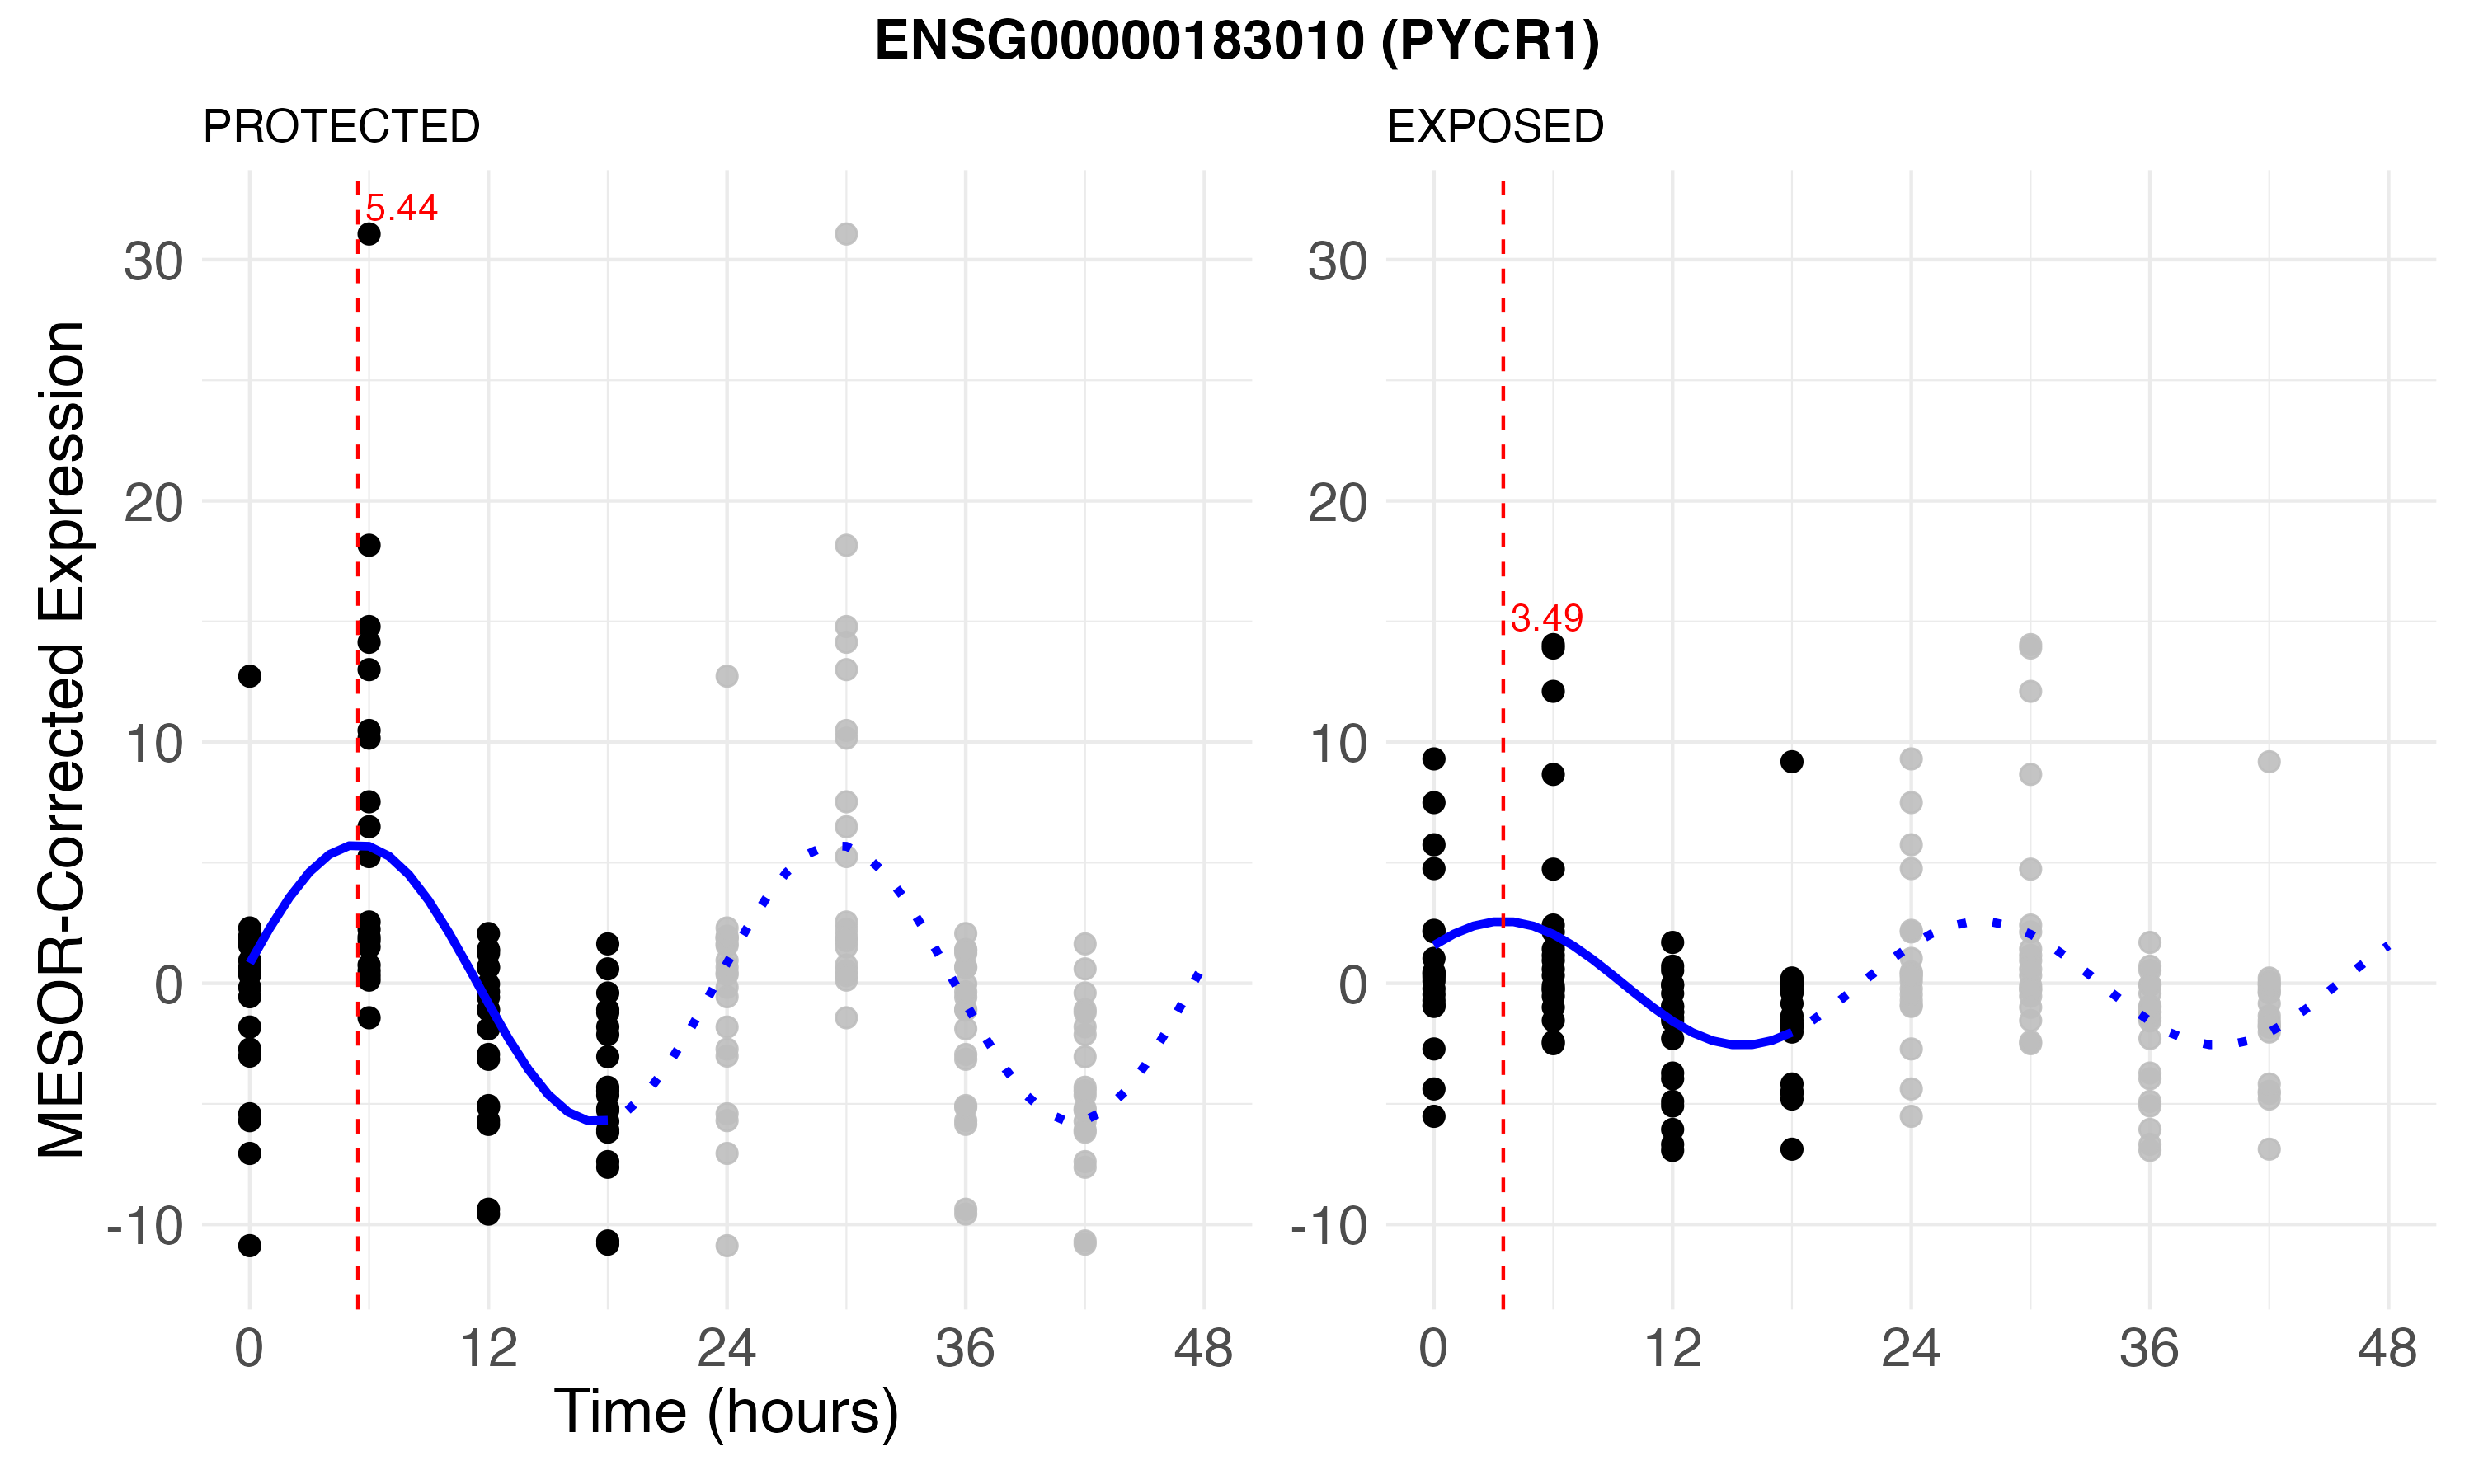 ENSG00000183010 (PYCR1)
PROTECTED
EXPOSED
MESOR-Corrected Expression
30
20
10
0
-10
5.44
0 12 24 36 48
30
20
10
0
-10
3.49
0 12 24 36 48
Time (hours)